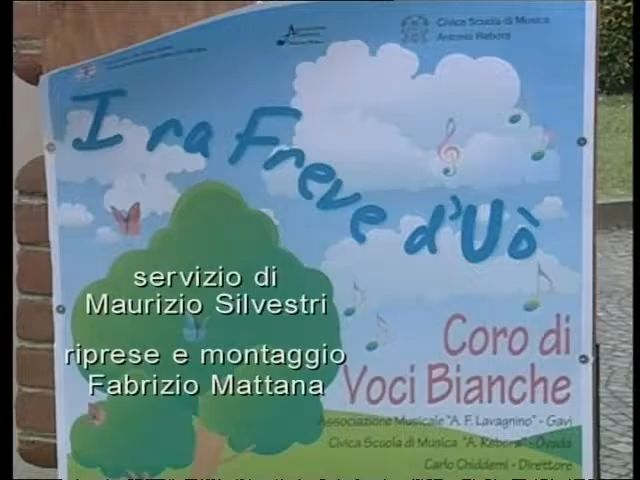 Civica Scuola di Musica
Antonio Rebora
I ra Freve d'Uò
servizio di
Maurizio Silvestri
riprese e montaggio
Fabrizio Mattana
Coro di
Voci Bianche
Associazione Musicale "A. F. Lavagnino" - Gavi
Civica Scuola di Musica "A. Rebora" - Ovada
Carlo Chiddemi - Direttore